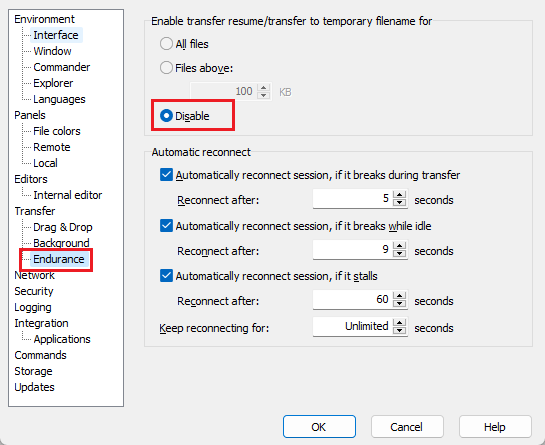 Environment
Interface
Window
Commander
Explorer
Languages
Panels
File colors
Remote
Local
Editors
Internal editor
Transfer
Drag & Drop
Background
Endurance
Network
Security
Logging
Integration
Applications
Commands
Storage
Updates
Enable transfer resume/transfer to temporary filename for
All files
Files above:
100 KB
Disable
Automatic reconnect
Automatically reconnect session, if it breaks during transfer
Reconnect after: 5 seconds
Automatically reconnect session, if it breaks while idle
Reconnect after: 9 seconds
Automatically reconnect session, if it stalls
Reconnect after: 60 seconds
Keep reconnecting for: Unlimited seconds
OK Cancel Help